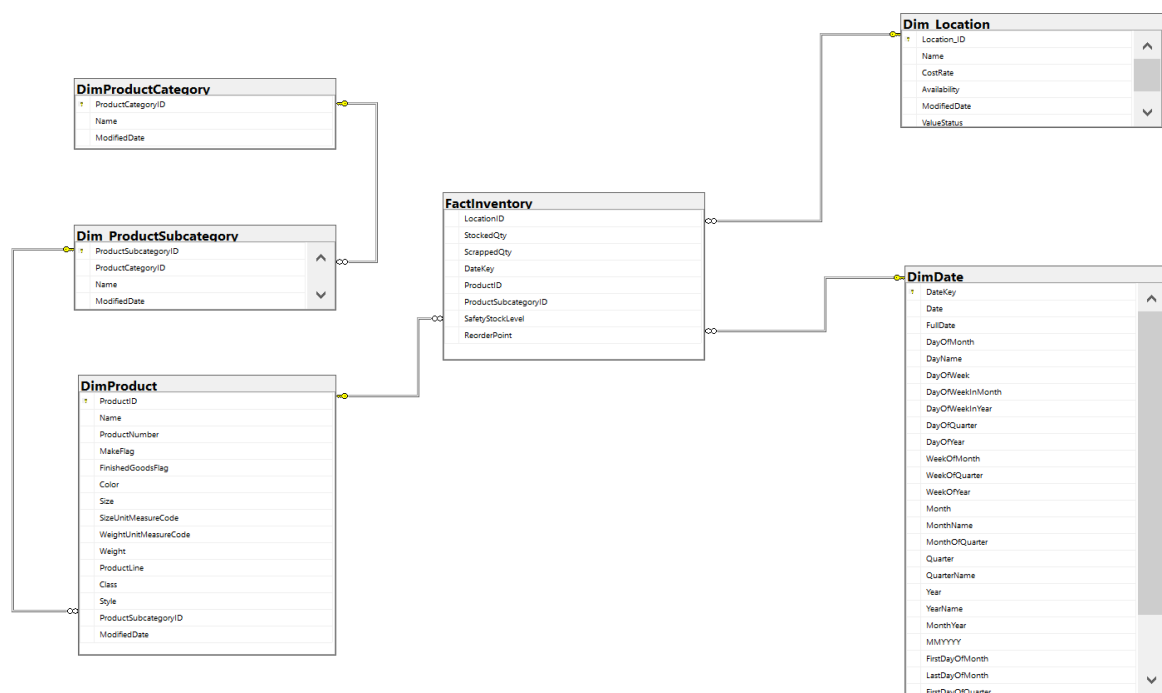 Dim_Location
Location_ID
Name
CostRate
Availability
ModifiedDate
ValueStatus
DimProductCategory
ProductCategoryID
Name
ModifiedDate
Dim_ProductSubcategory
ProductSubcategoryID
ProductCategoryID
Name
ModifiedDate
FactInventory
LocationID
StockedQty
ScrappedQty
DateKey
ProductID
ProductSubcategoryID
SafetyStockLevel
ReorderPoint
DimProduct
ProductID
Name
ProductNumber
MakeFlag
FinishedGoodsFlag
Color
Size
SizeUnitMeasureCode
WeightUnitMeasureCode
Weight
ProductLine
Class
Style
ProductSubcategoryID
ModifiedDate
DimDate
DateKey
Date
FullDate
DayOfMonth
DayName
DayOfWeek
DayOfWeekInMonth
DayOfWeekInYear
DayOfQuarter
DayOfYear
WeekOfMonth
WeekOfQuarter
WeekOfYear
Month
MonthName
MonthOfQuarter
Quarter
QuarterName
Year
YearName
MonthYear
MMYYYY
FirstDayOfMonth
LastDayOfMonth
FirstDayOfQuarter